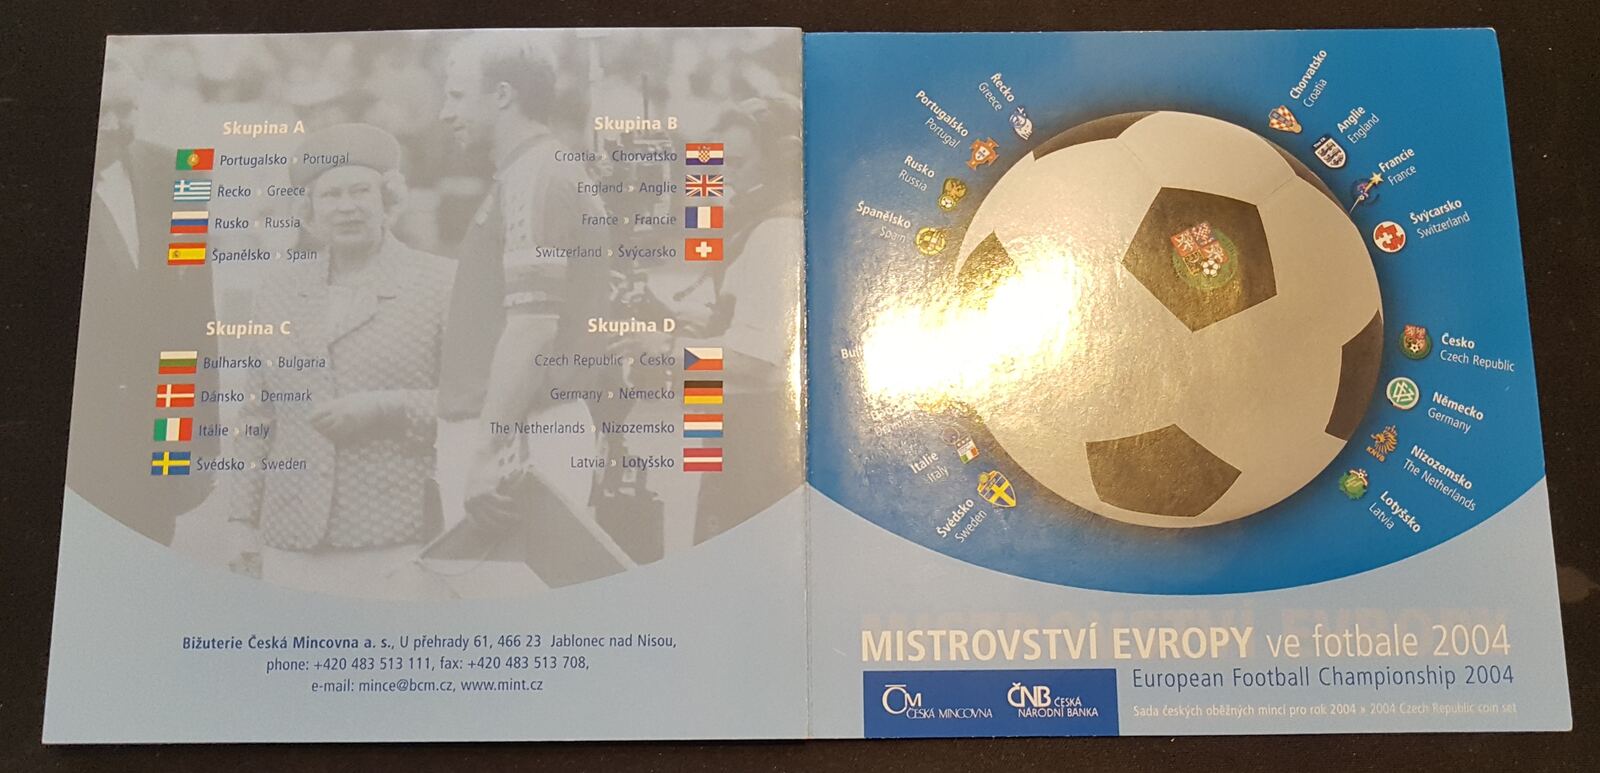 Skupina A
Portugalsko » Portugal
Řecko » Greece
Rusko » Russia
Španělsko » Spain
Skupina B
Croatia » Chorvatsko
England » Anglie
France » Francie
Switzerland » Švýcarsko
Skupina C
Bulharsko » Bulgaria
Dánsko » Denmark
Itálie » Italy
Švédsko » Sweden
Skupina D
Czech Republic » Česko
Germany » Německo
The Netherlands » Nizozemsko
Latvia » Lotyšsko
Bižuterie Česká Mincovna a. s., U přehrady 61, 466 23 Jablonec nad Nisou,
phone: +420 483 513 111, fax: +420 483 513 708,
e-mail: mince@bcm.cz, www.mint.cz
Řecko
Greece
Portugalsko
Portugal
Rusko
Russia
Španělsko
Spain
Itálie
Italy
Švédsko
Sweden
Chorvatsko
Croatia
Anglie
England
Francie
France
Švýcarsko
Switzerland
Česko
Czech Republic
Německo
Germany
KNVB
Nizozemsko
The Netherlands
Lotyšsko
Latvia
MISTROVSTVÍ EVROPY ve fotbale 2004
European Football Championship 2004
ČM
ČESKÁ MINCOVNA
ČNB ČESKÁ
NÁRODNÍ BANKA
Sada českých oběžných mincí pro rok 2004 » 2004 Czech Republic coin set